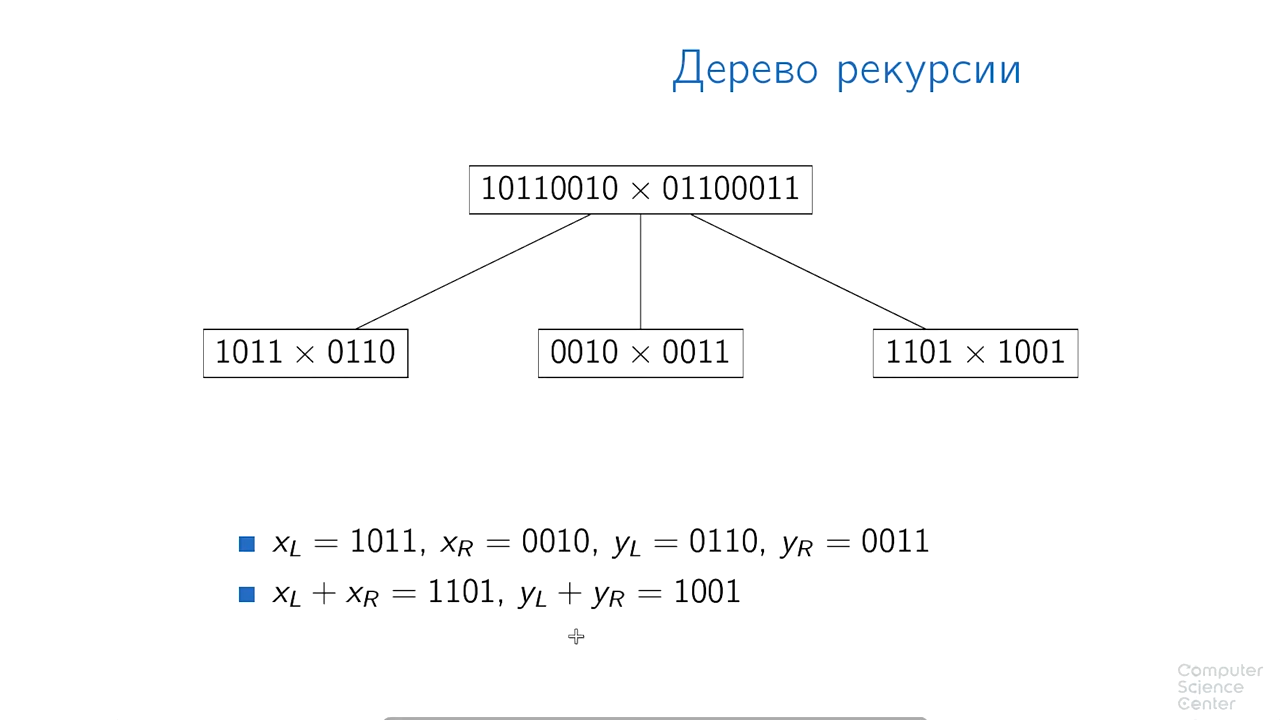 Дерево рекурсии
10110010 × 01100011
1011 × 0110
0010 × 0011
1101 × 1001
x_L = 1011, x_R = 0010, y_L = 0110, y_R = 0011
x_L + x_R = 1101, y_L + y_R = 1001
Computer
Science
Center